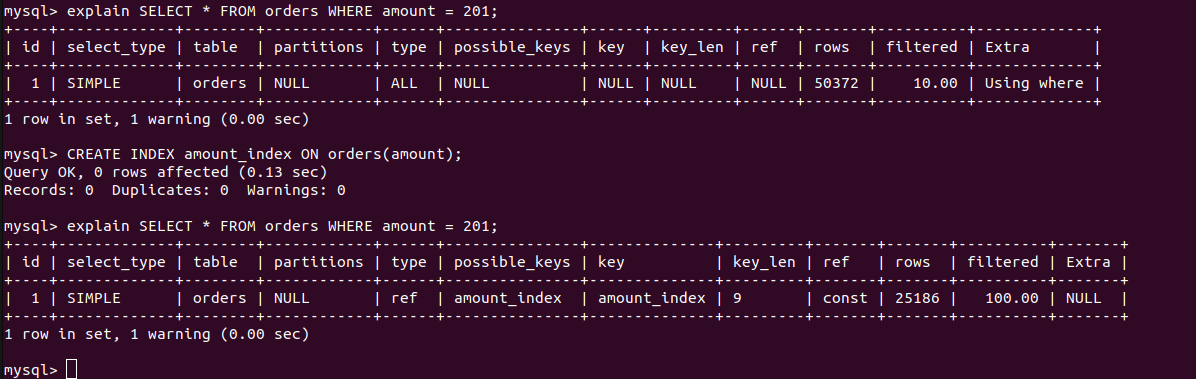 mysql> explain SELECT * FROM orders WHERE amount = 201;
+----+-------------+--------+------------+------+---------------+------+---------+------+-------+----------+-------------+
| id | select_type | table  | partitions | type | possible_keys | key  | key_len | ref  | rows  | filtered | Extra       |
+----+-------------+--------+------------+------+---------------+------+---------+------+-------+----------+-------------+
|  1 | SIMPLE      | orders | NULL       | ALL  | NULL          | NULL | NULL    | NULL | 50372 |    10.00 | Using where |
+----+-------------+--------+------------+------+---------------+------+---------+------+-------+----------+-------------+
1 row in set, 1 warning (0.00 sec)
mysql> CREATE INDEX amount_index ON orders(amount);
Query OK, 0 rows affected (0.13 sec)
Records: 0  Duplicates: 0  Warnings: 0
mysql> explain SELECT * FROM orders WHERE amount = 201;
+----+-------------+--------+------------+------+---------------+--------------+---------+-------+-------+----------+-------+
| id | select_type | table  | partitions | type | possible_keys | key          | key_len | ref   | rows  | filtered | Extra |
+----+-------------+--------+------------+------+---------------+--------------+---------+-------+-------+----------+-------+
|  1 | SIMPLE      | orders | NULL       | ref  | amount_index  | amount_index | 9       | const | 25186 |   100.00 | NULL  |
+----+-------------+--------+------------+------+---------------+--------------+---------+-------+-------+----------+-------+
1 row in set, 1 warning (0.00 sec)
mysql>